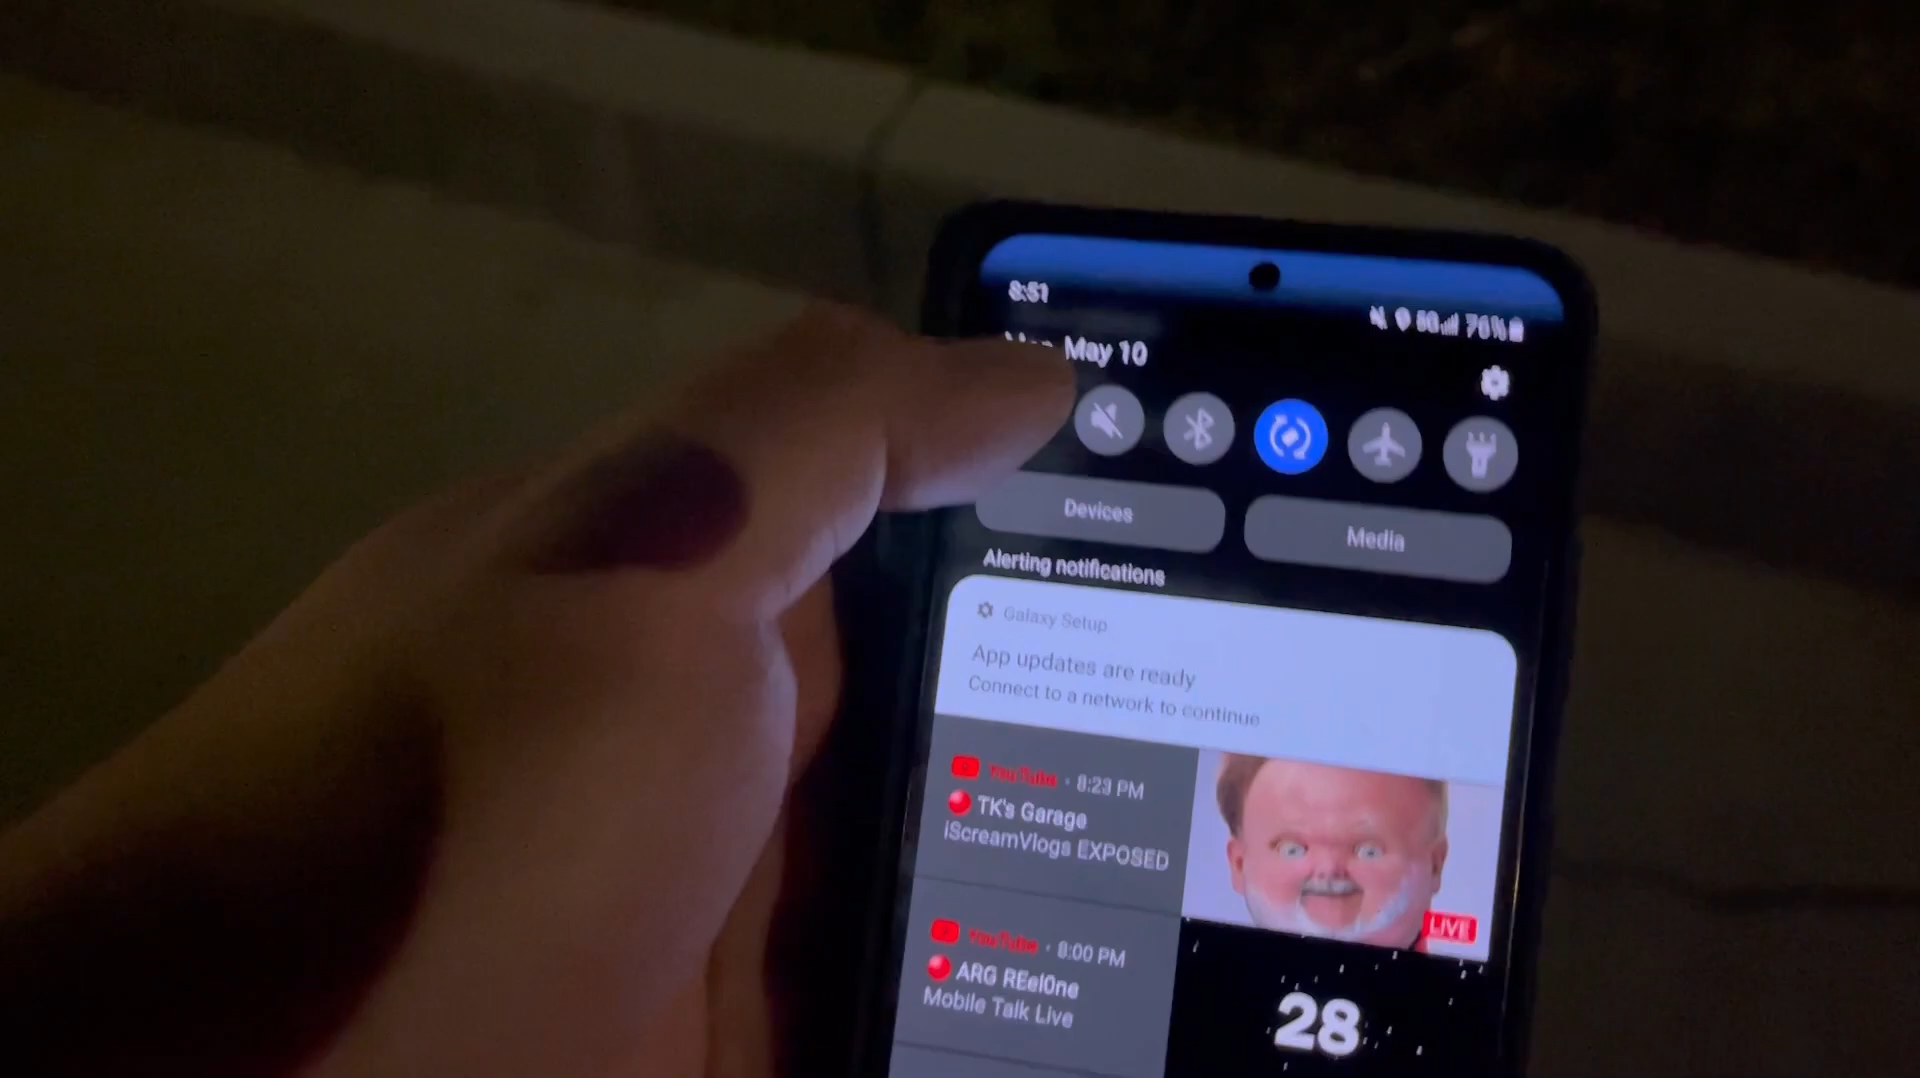 8:51
5G 76%
May 10
Devices
Media
Alerting notifications
Galaxy Setup
App updates are ready
Connect to a network to continue
YouTube • 8:23 PM
TK's Garage
iScreamVlogs EXPOSED
LIVE
YouTube • 8:00 PM
ARG REelOne
Mobile Talk Live
28